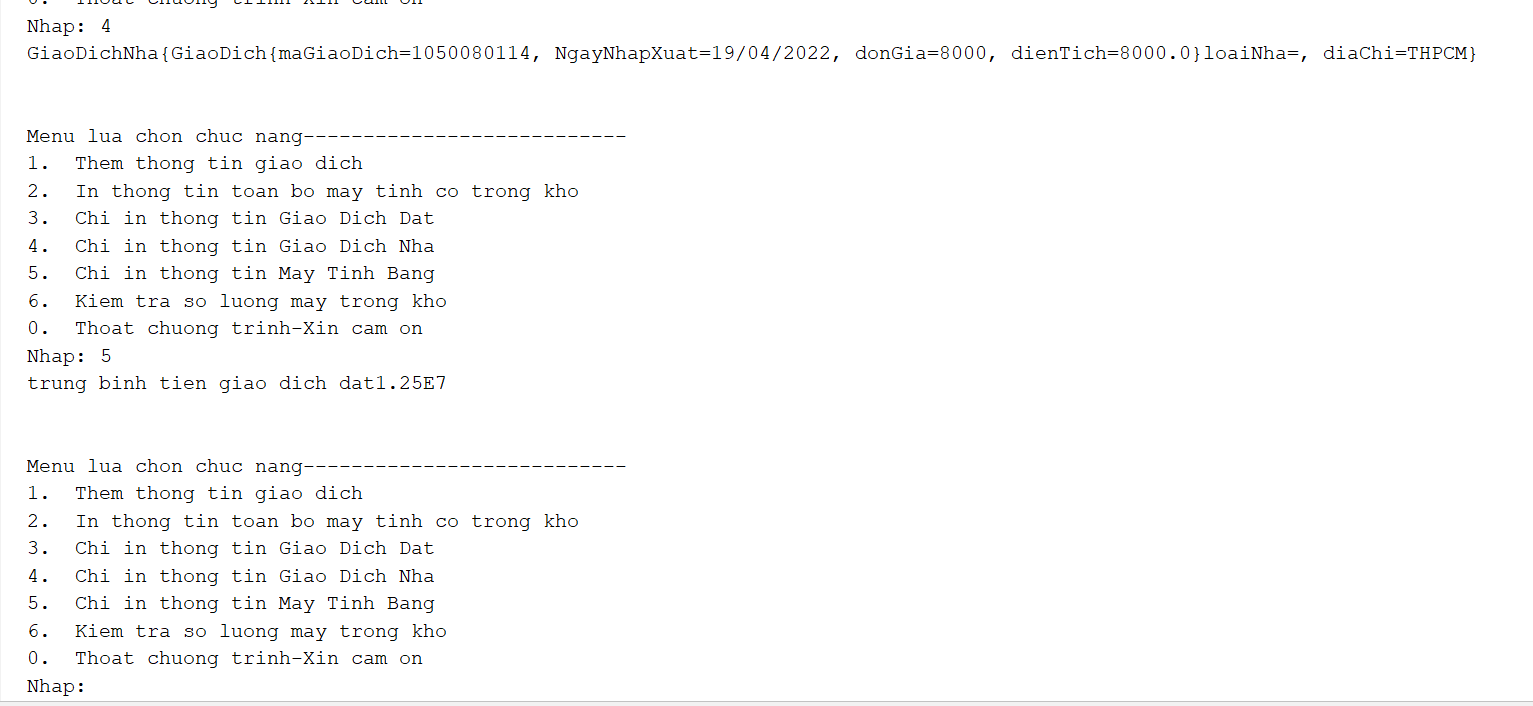 0.  Thoat chuong trinh-Xin cam on
Nhap: 4
GiaoDichNha{GiaoDich{maGiaoDich=1050080114, NgayNhapXuat=19/04/2022, donGia=8000, dienTich=8000.0}loaiNha=, diaChi=THPCM}
Menu lua chon chuc nang---------------------------
1.  Them thong tin giao dich
2.  In thong tin toan bo may tinh co trong kho
3.  Chi in thong tin Giao Dich Dat
4.  Chi in thong tin Giao Dich Nha
5.  Chi in thong tin May Tinh Bang
6.  Kiem tra so luong may trong kho
0.  Thoat chuong trinh-Xin cam on
Nhap: 5
trung binh tien giao dich dat1.25E7
Menu lua chon chuc nang---------------------------
1.  Them thong tin giao dich
2.  In thong tin toan bo may tinh co trong kho
3.  Chi in thong tin Giao Dich Dat
4.  Chi in thong tin Giao Dich Nha
5.  Chi in thong tin May Tinh Bang
6.  Kiem tra so luong may trong kho
0.  Thoat chuong trinh-Xin cam on
Nhap: